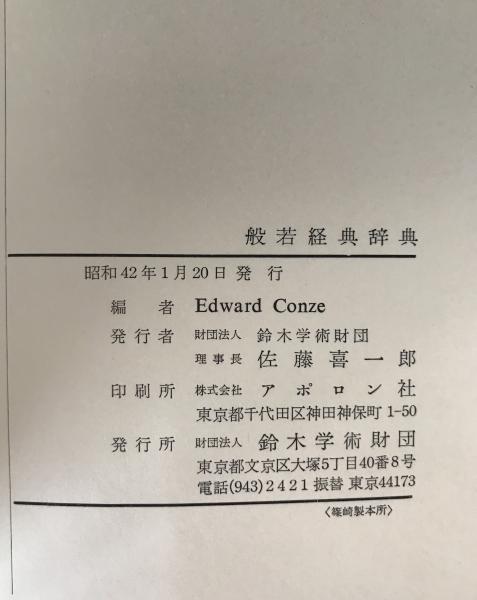 般若経典辞典
昭和42年1月20日 発 行
編 者 Edward Conze
発行者 財団法人 鈴木学術財団
理事長 佐藤喜一郎
印刷所 株式会社 アポロン社
東京都千代田区神田神保町1-50
発行所 財団法人 鈴木学術財団
東京都文京区大塚5丁目40番8号
電話(943)2421 振替 東京44173
〈篠崎製本所〉